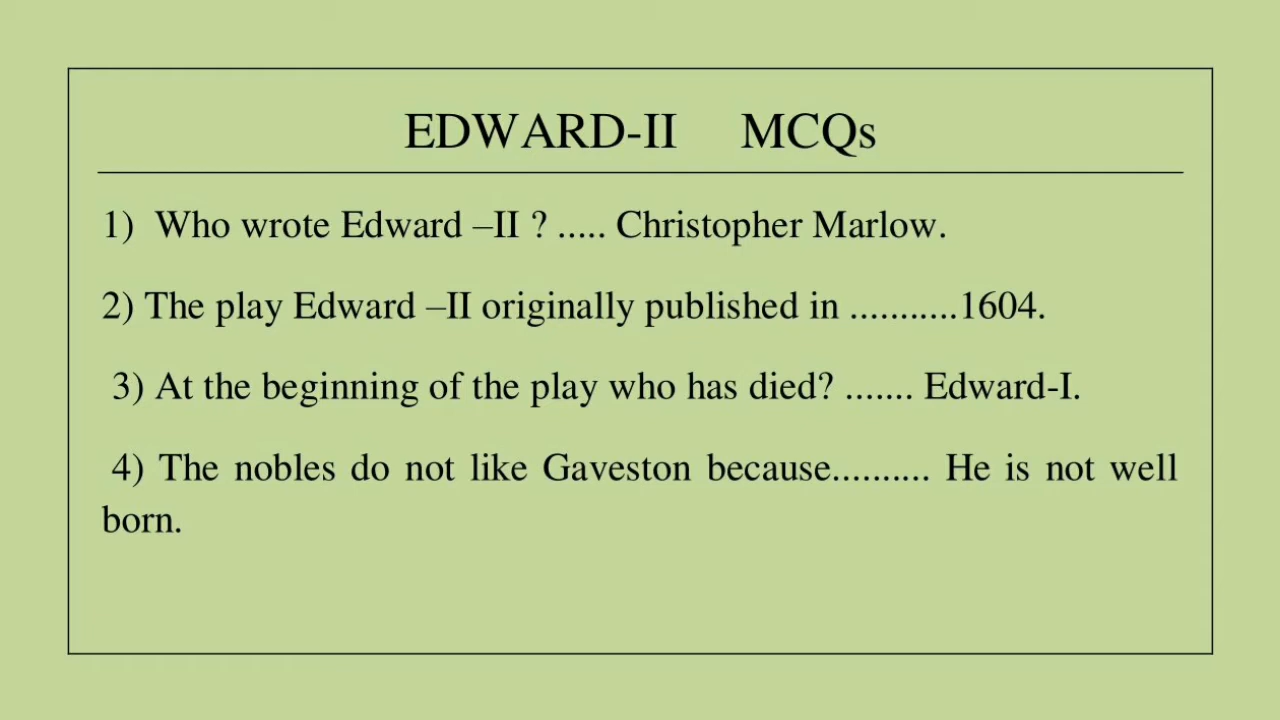 EDWARD-II MCQs
1) Who wrote Edward –II ? ..... Christopher Marlow.
2) The play Edward –II originally published in ...........1604.
3) At the beginning of the play who has died? ....... Edward-I.
4) The nobles do not like Gaveston because.......... He is not well
born.